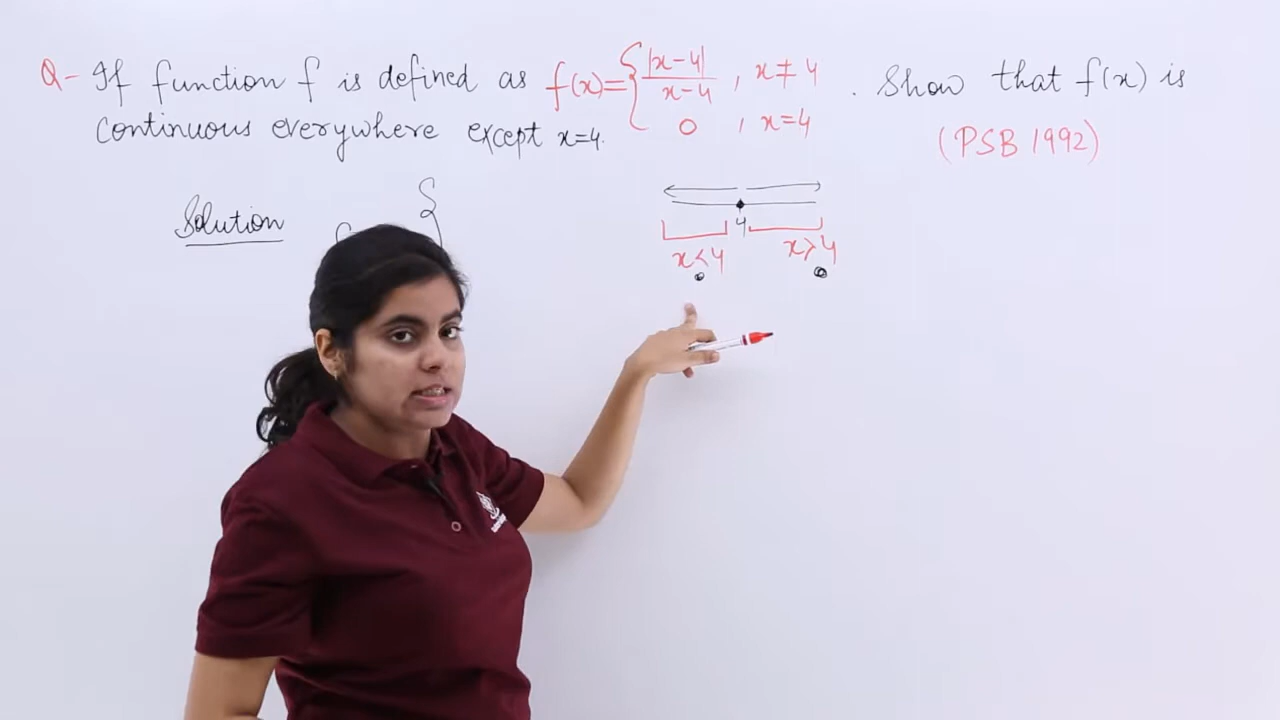 Q- If function f is defined as f(x)={ |x-4|/x-4 , x≠4 . Show that f(x) is
0 , x=4
continuous everywhere except x=4.
(PSB 1992)
Solution
4
x<4 x>4